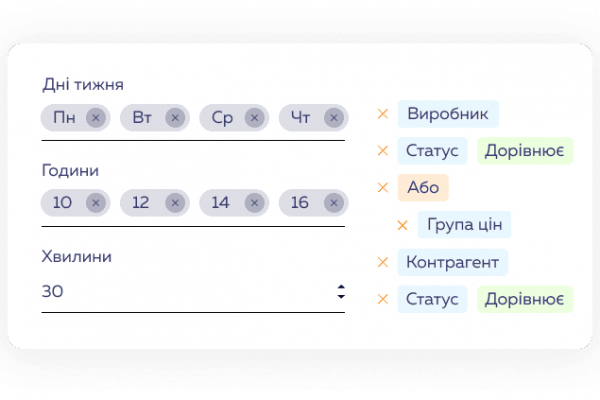 Дні тижня
Пн × Вт × Ср × Чт ×
Години
10 × 12 × 14 × 16 ×
Хвилини
30
× Виробник
× Статус Дорівнює
× Або
× Група цін
× Контрагент
× Статус Дорівнює